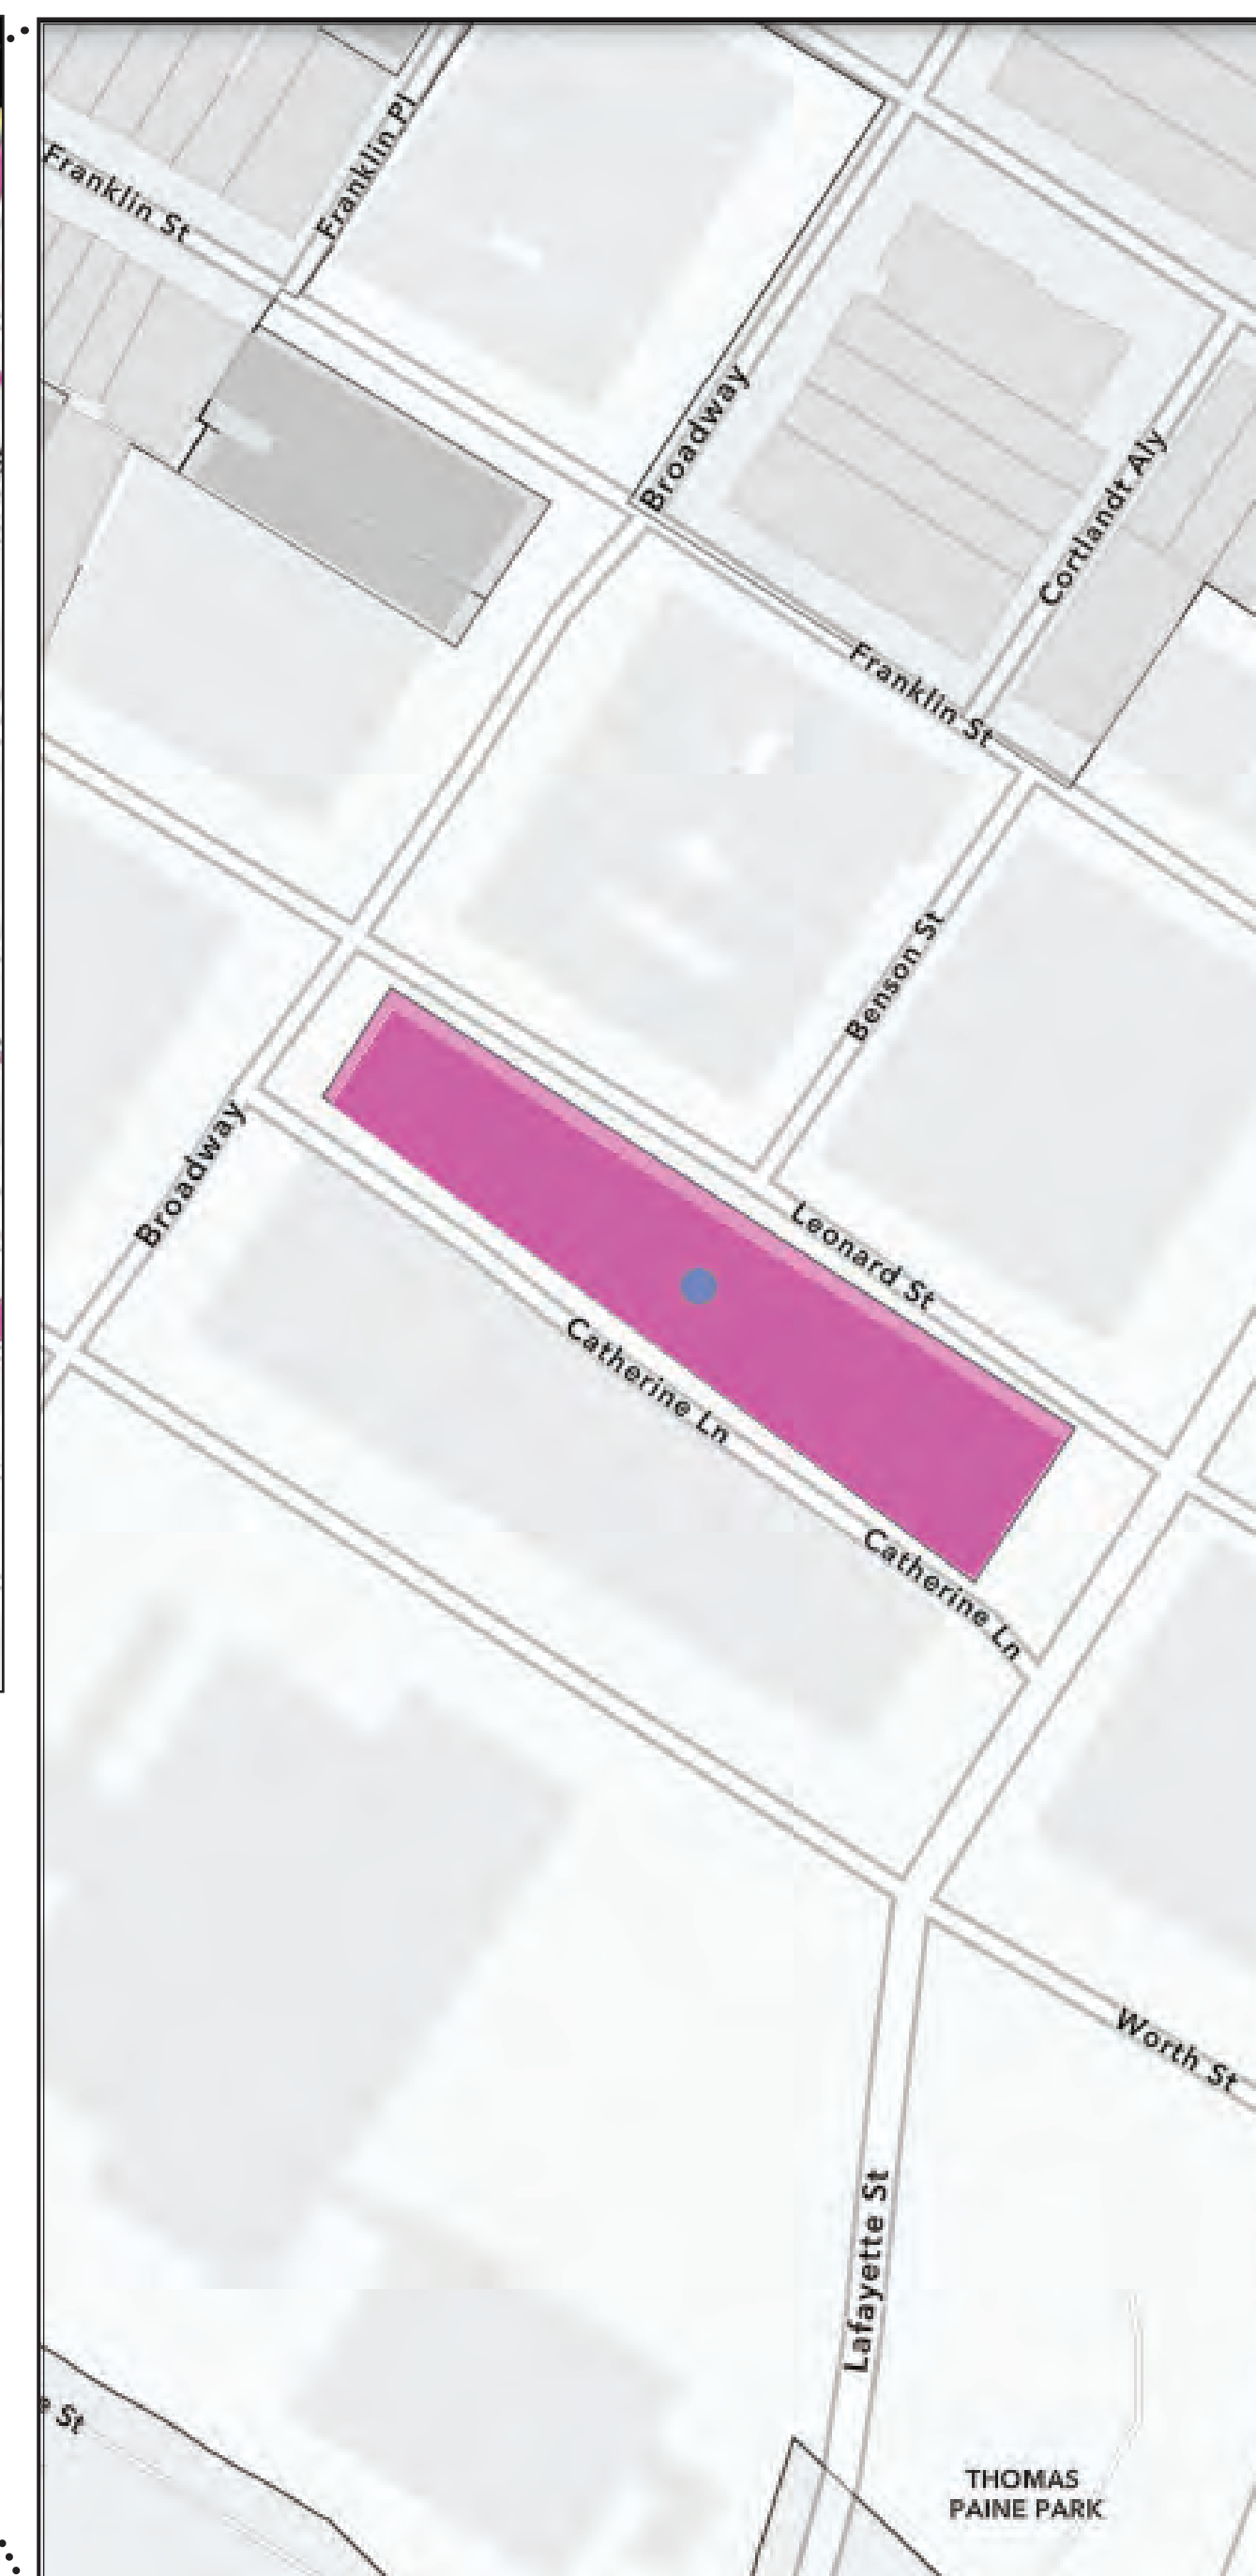 Franklin Pl
Franklin St
Broadway
Cortlandt Aly
Franklin St
Benson St
Broadway
Leonard St
Catherine Ln
Catherine Ln
Worth St
Lafayette St
St
THOMAS
PAINE PARK